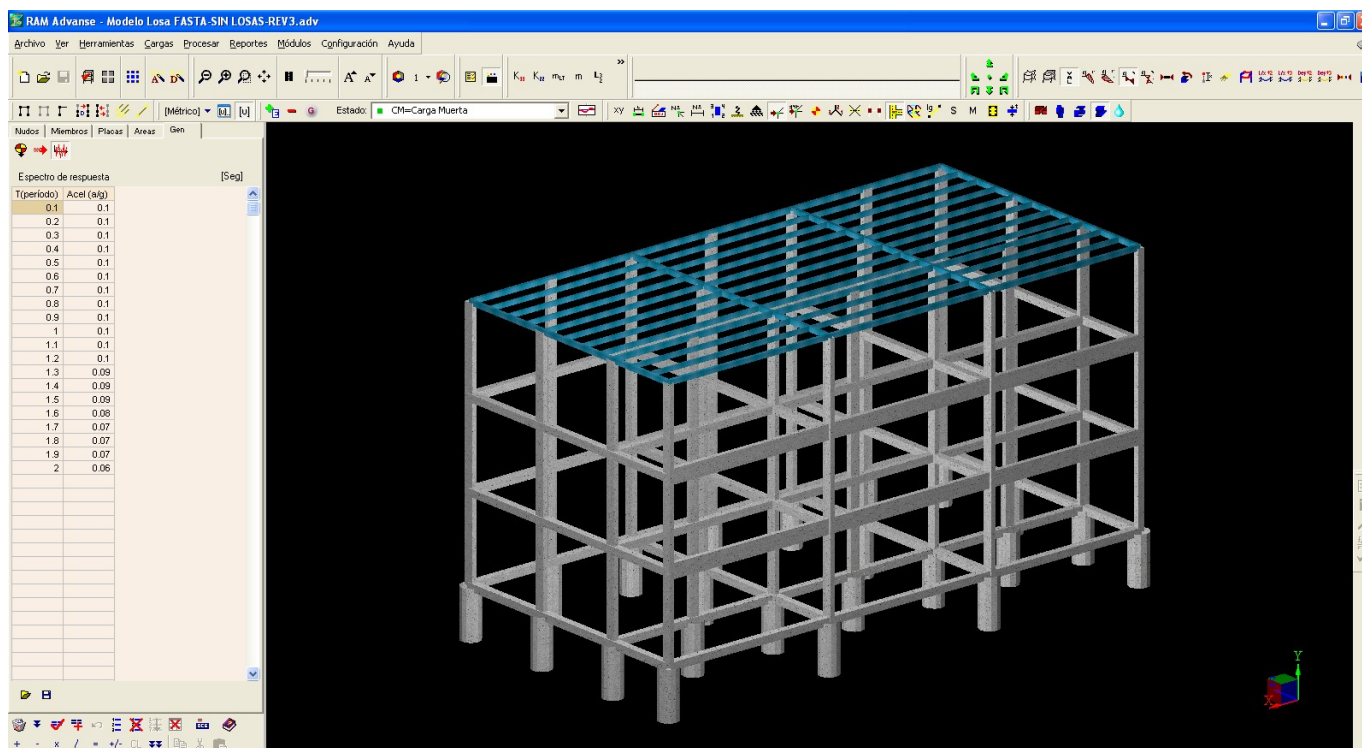 RAM Advanse - Modelo Losa FASTA-SIN LOSAS-REV3.adv
Archivo Ver Herramientas Cargas Procesar Reportes Módulos Configuración Ayuda
[Métrico] Estado: CM=Carga Muerta
Nudos Miembros Placas Areas Gen
Espectro de respuesta [Seg]
T(período) Acel (a/g)
0.1 0.1
0.2 0.1
0.3 0.1
0.4 0.1
0.5 0.1
0.6 0.1
0.7 0.1
0.8 0.1
0.9 0.1
1 0.1
1.1 0.1
1.2 0.1
1.3 0.09
1.4 0.09
1.5 0.09
1.6 0.08
1.7 0.07
1.8 0.07
1.9 0.07
2 0.06
Y
X